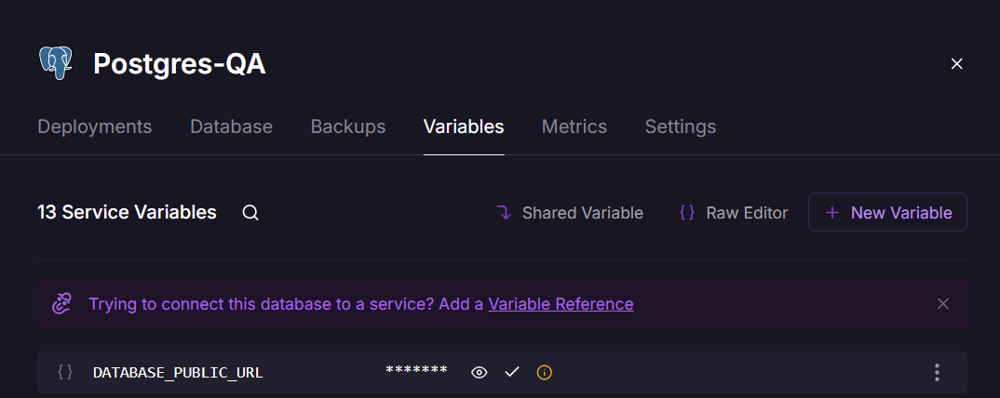 Postgres-QA
Deployments Database Backups Variables Metrics Settings
13 Service Variables Shared Variable {} Raw Editor + New Variable
Trying to connect this database to a service? Add a Variable Reference
{} DATABASE_PUBLIC_URL *******